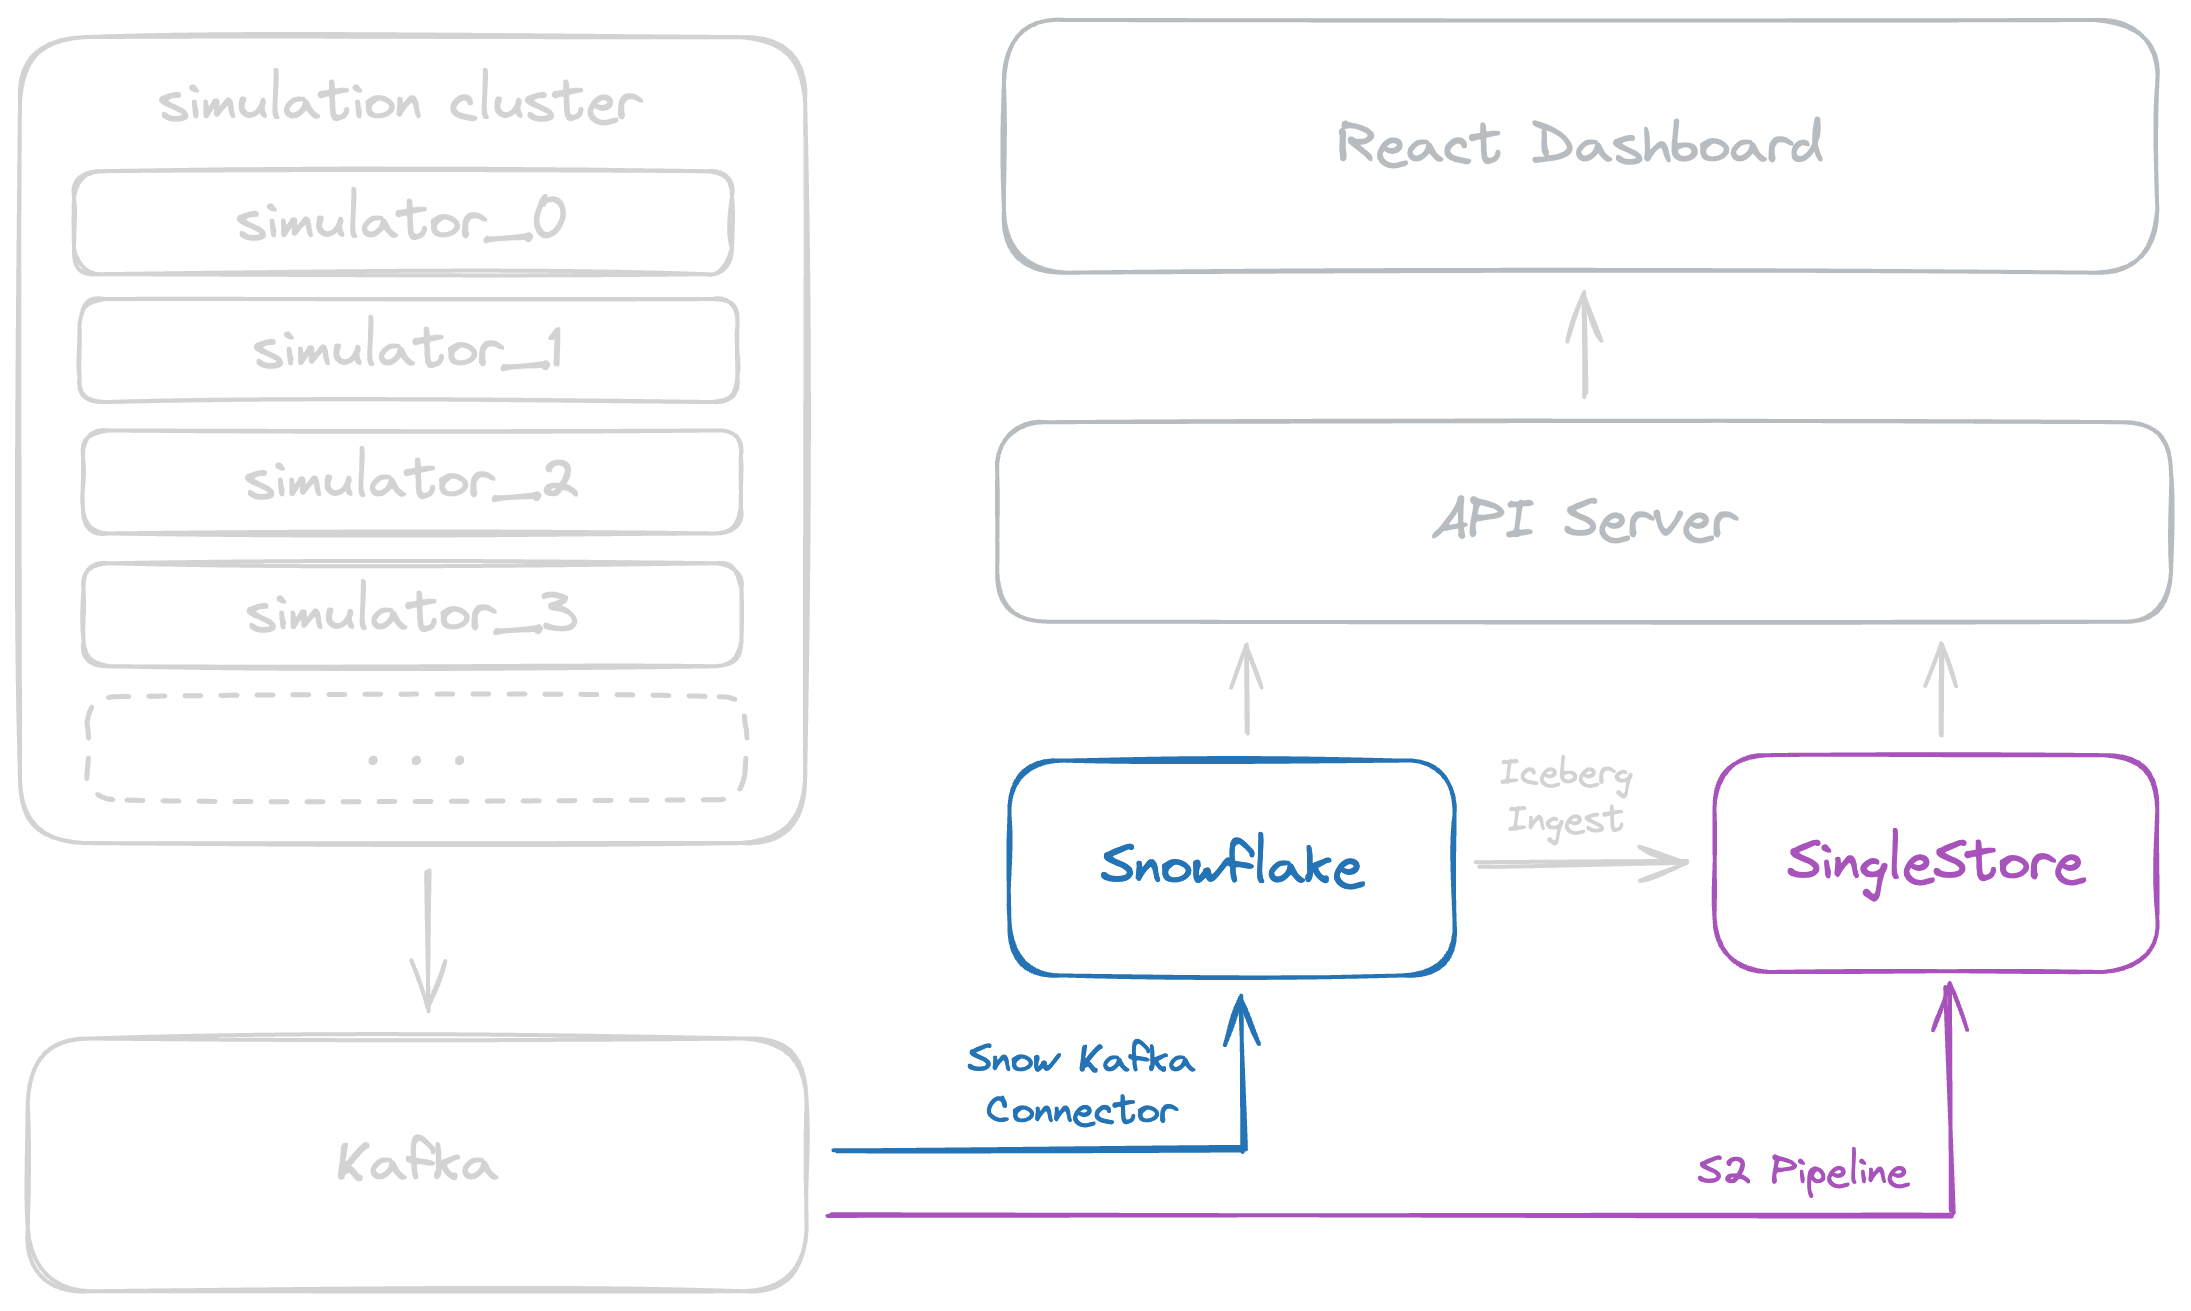 simulation cluster
simulator_0
simulator_1
simulator_2
simulator_3
...
Kafka
React Dashboard
API Server
Snowflake
Iceberg
Ingest
SingleStore
Snow Kafka
Connector
S2 Pipeline